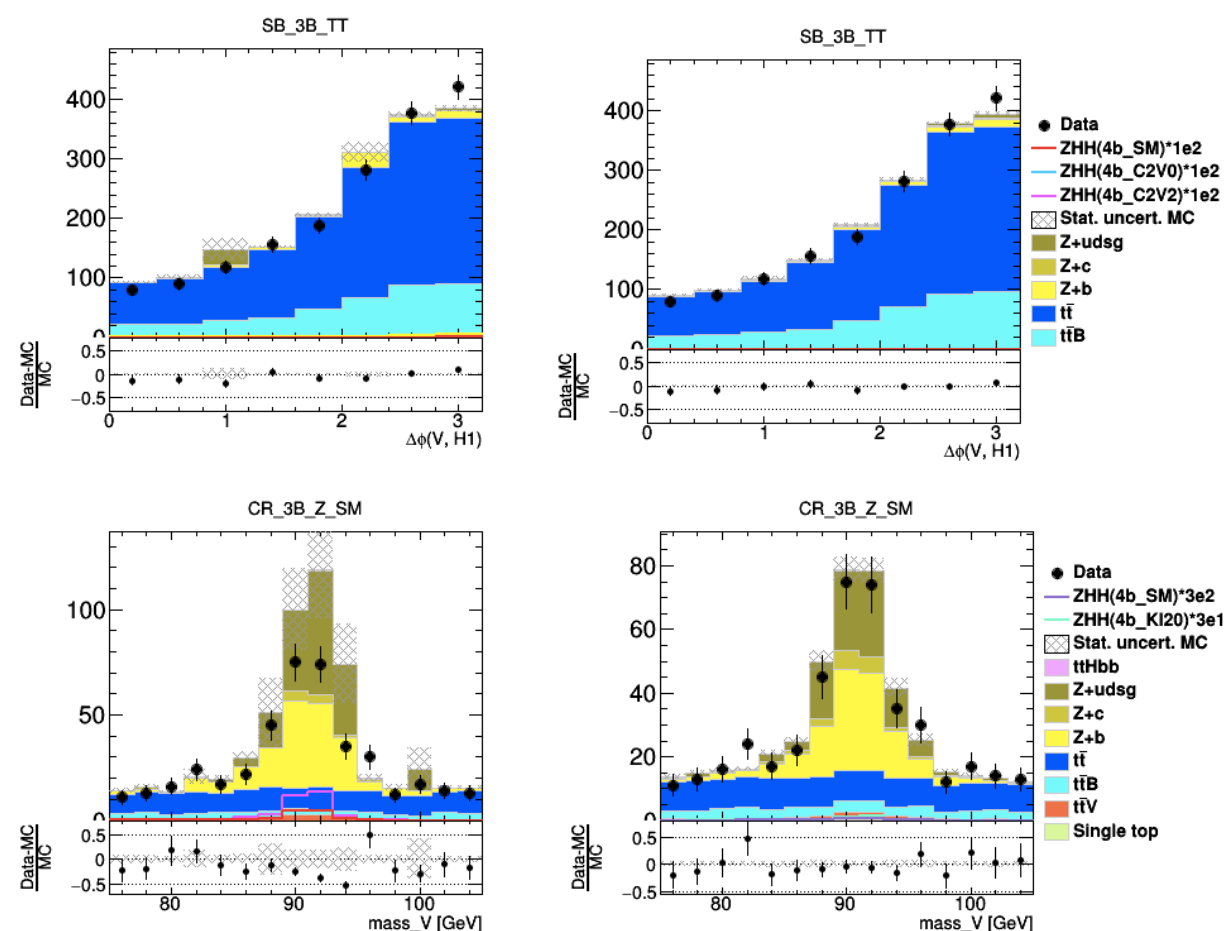 SB_3B_TT
400
300
200
100
0
0.5
0
−0.5
Data-MC
MC
0
1
2
3
Δϕ(V, H1)
SB_3B_TT
400
300
200
100
0
0.5
0
−0.5
Data-MC
MC
0
1
2
3
Δϕ(V, H1)
Data
ZHH(4b_SM)*1e2
ZHH(4b_C2V0)*1e2
ZHH(4b_C2V2)*1e2
Stat. uncert. MC
Z+udsg
Z+c
Z+b
tt̄
tt̄B
CR_3B_Z_SM
100
50
0
0.5
0
−0.5
Data-MC
MC
80
90
100
mass_V [GeV]
CR_3B_Z_SM
80
60
40
20
0
0.5
0
−0.5
Data-MC
MC
80
90
100
mass_V [GeV]
Data
ZHH(4b_SM)*3e2
ZHH(4b_Kl20)*3e1
Stat. uncert. MC
ttHbb
Z+udsg
Z+c
Z+b
tt̄
tt̄B
tt̄V
Single top